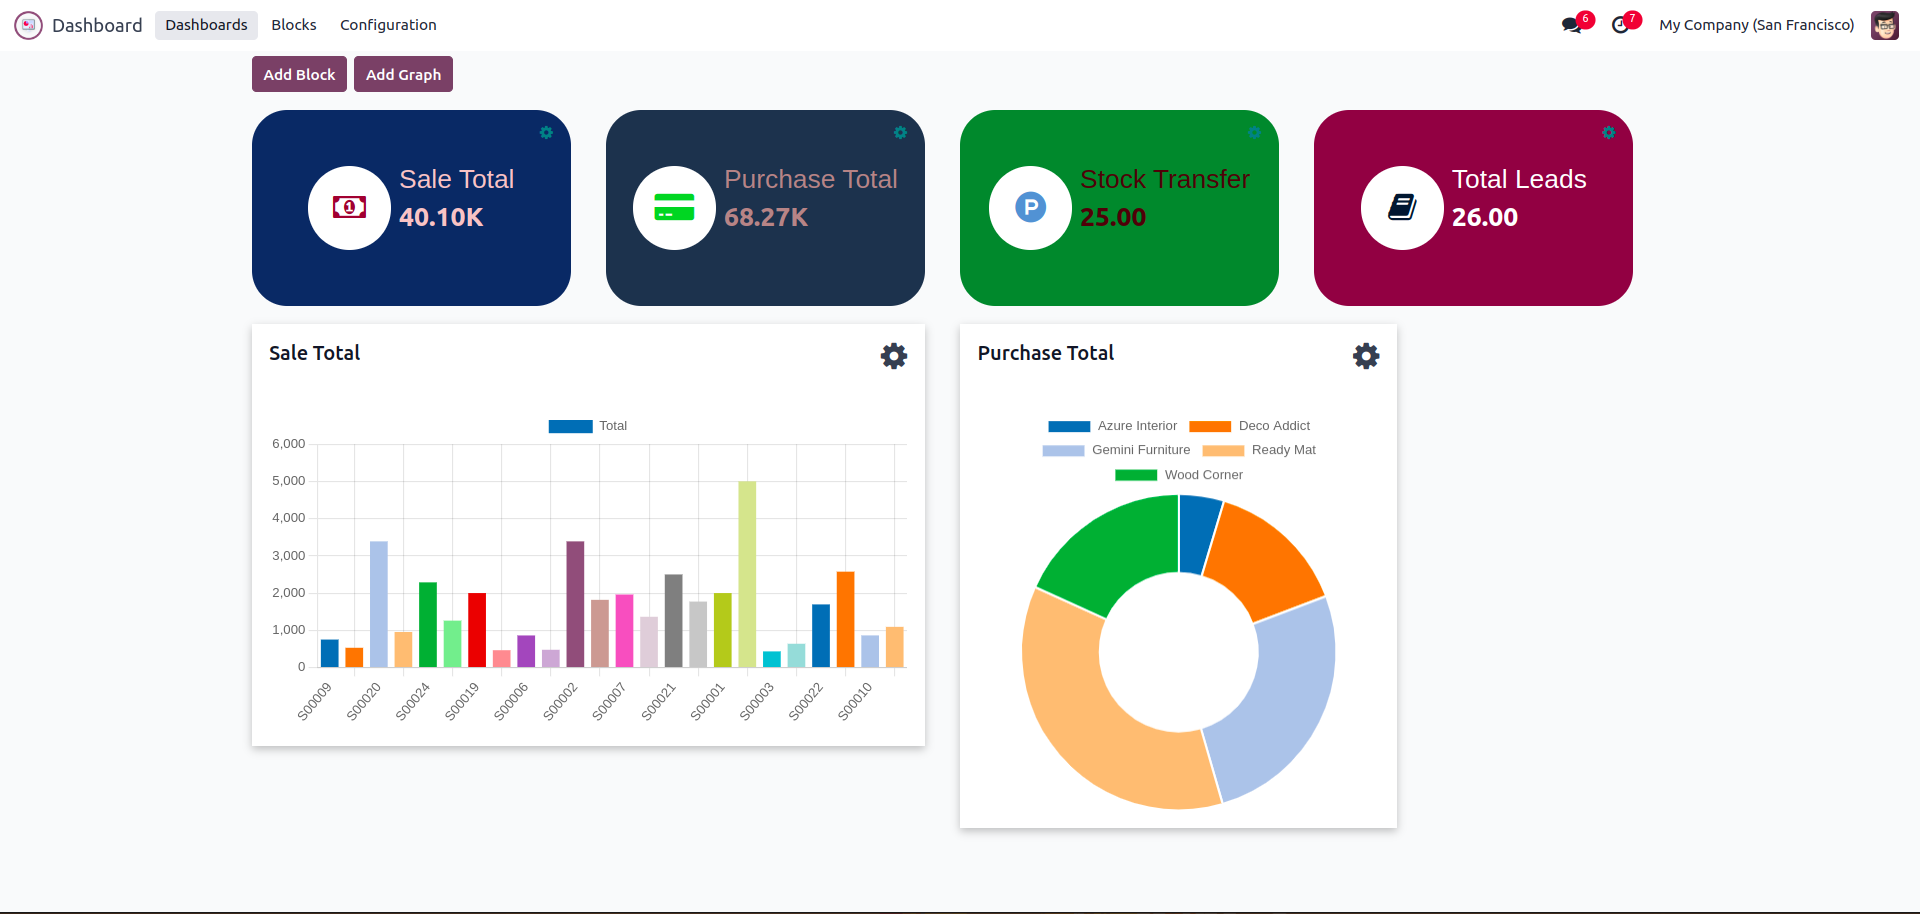 Dashboard Dashboards Blocks Configuration 6 7 My Company (San Francisco)
Add Block Add Graph
Sale Total
40.10K
Purchase Total
68.27K
P
Stock Transfer
25.00
Total Leads
26.00
Sale Total
Total
6,000
5,000
4,000
3,000
2,000
1,000
0
S00009 S00020 S00024 S00019 S00006 S00002 S00007 S00021 S00001 S00003 S00022 S00010
Purchase Total
Azure Interior Deco Addict
Gemini Furniture Ready Mat
Wood Corner